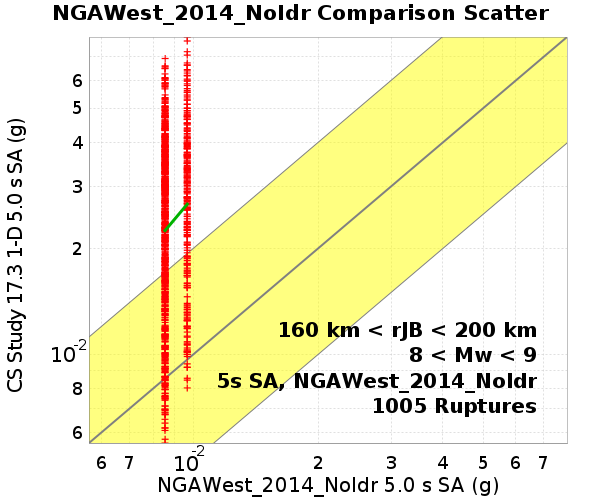 NGAWest_2014_NoIdr Comparison Scatter
CS Study 17.3 1-D 5.0 s SA (g)
6
5
4
3
2
10-2
8
6
160 km < rJB < 200 km
8 < Mw < 9
5s SA, NGAWest_2014_NoIdr
1005 Ruptures
6 7 10-2 2 3 4 5 6 7
NGAWest_2014_NoIdr 5.0 s SA (g)